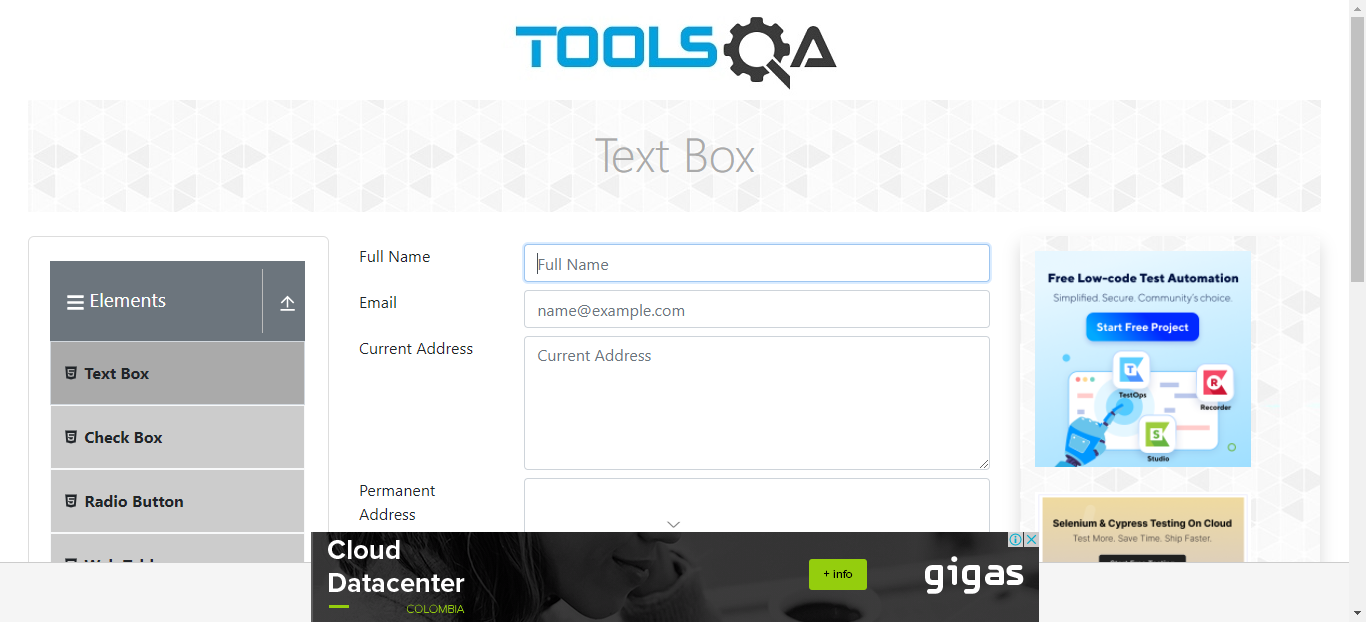 TOOLSQA
Text Box
Elements
Text Box
Check Box
Radio Button
Full Name
Full Name
Email
name@example.com
Current Address
Current Address
Permanent
Address
Free Low-code Test Automation
Simplified. Secure. Community's choice.
Start Free Project
TestOps
Recorder
Studio
Selenium & Cypress Testing On Cloud
Test More. Save Time. Ship Faster.
Cloud
Datacenter
COLOMBIA
+ info
gigas